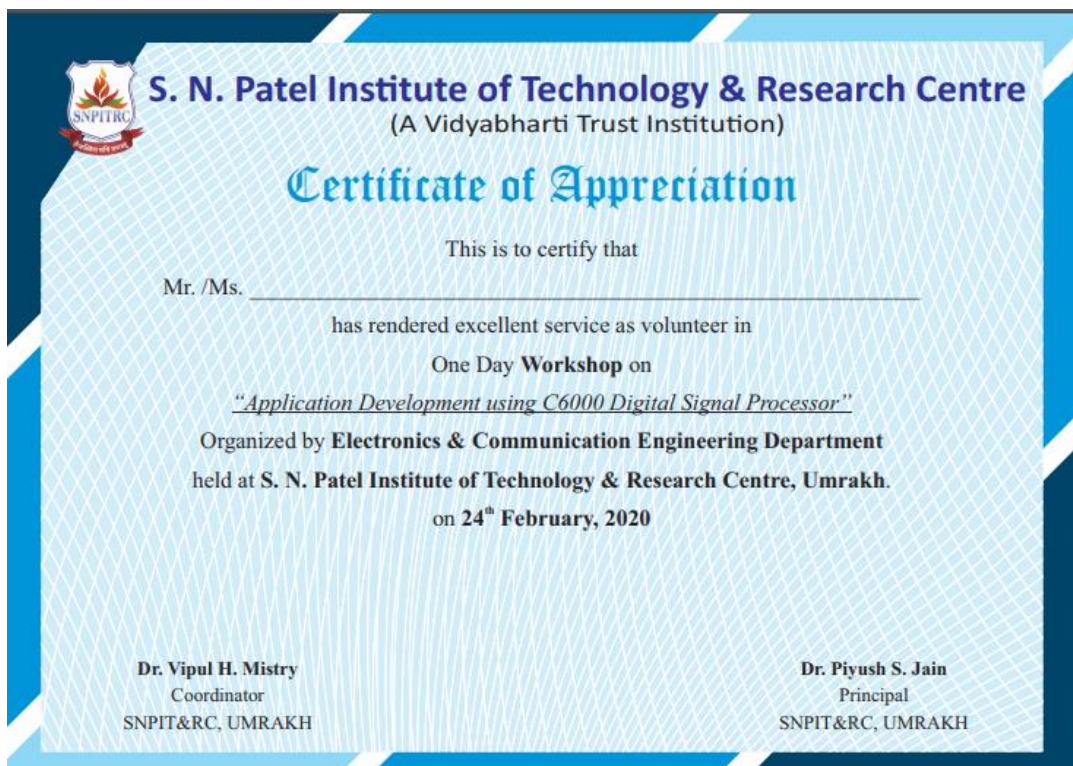 SNPITRC
S. N. Patel Institute of Technology & Research Centre
(A Vidyabharti Trust Institution)
Certificate of Appreciation
This is to certify that
Mr. /Ms. ______________________________
has rendered excellent service as volunteer in
One Day Workshop on
“Application Development using C6000 Digital Signal Processor”
Organized by Electronics & Communication Engineering Department
held at S. N. Patel Institute of Technology & Research Centre, Umrakh.
on 24th February, 2020
Dr. Vipul H. Mistry
Coordinator
SNPIT&RC, UMRAKH
Dr. Piyush S. Jain
Principal
SNPIT&RC, UMRAKH